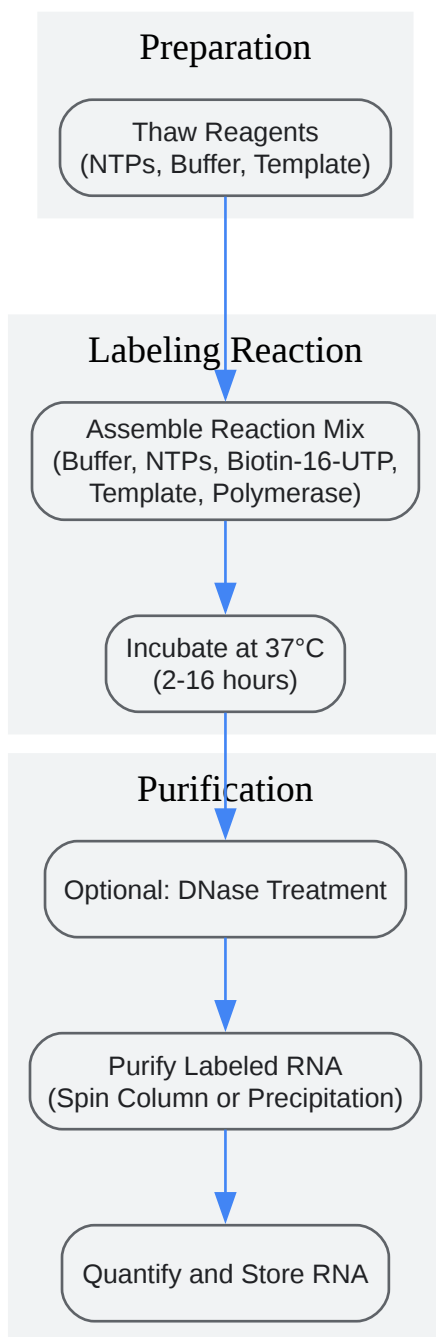 Preparation
Thaw Reagents
(NTPs, Buffer, Template)
Labeling Reaction
Assemble Reaction Mix
(Buffer, NTPs, Biotin-16-UTP,
Template, Polymerase)
Incubate at 37°C
(2-16 hours)
Purification
Optional: DNase Treatment
Purify Labeled RNA
(Spin Column or Precipitation)
Quantify and Store RNA